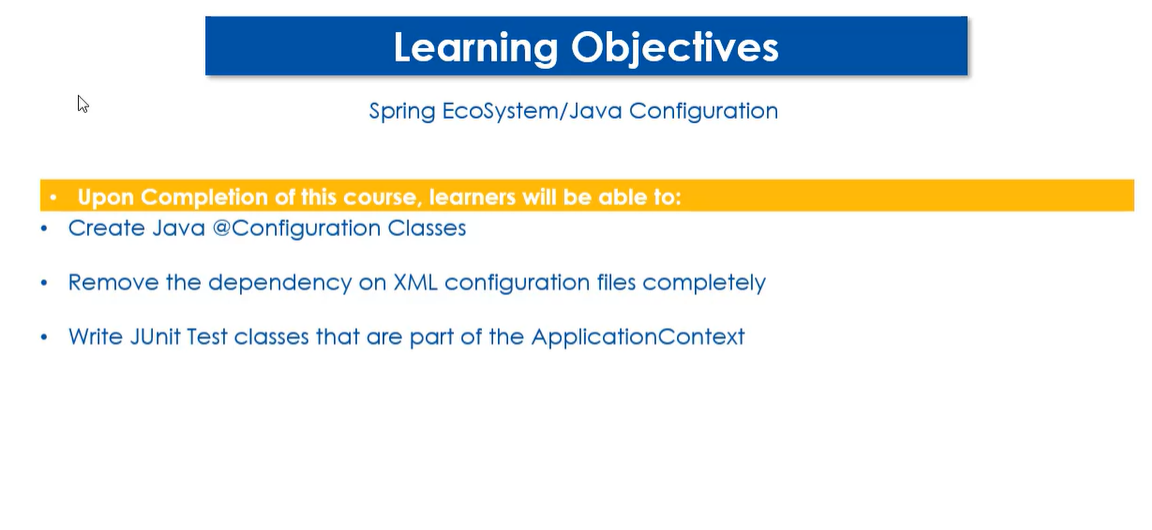 Learning Objectives
Spring EcoSystem/Java Configuration
• Upon Completion of this course, learners will be able to:
• Create Java @Configuration Classes
• Remove the dependency on XML configuration files completely
• Write JUnit Test classes that are part of the ApplicationContext